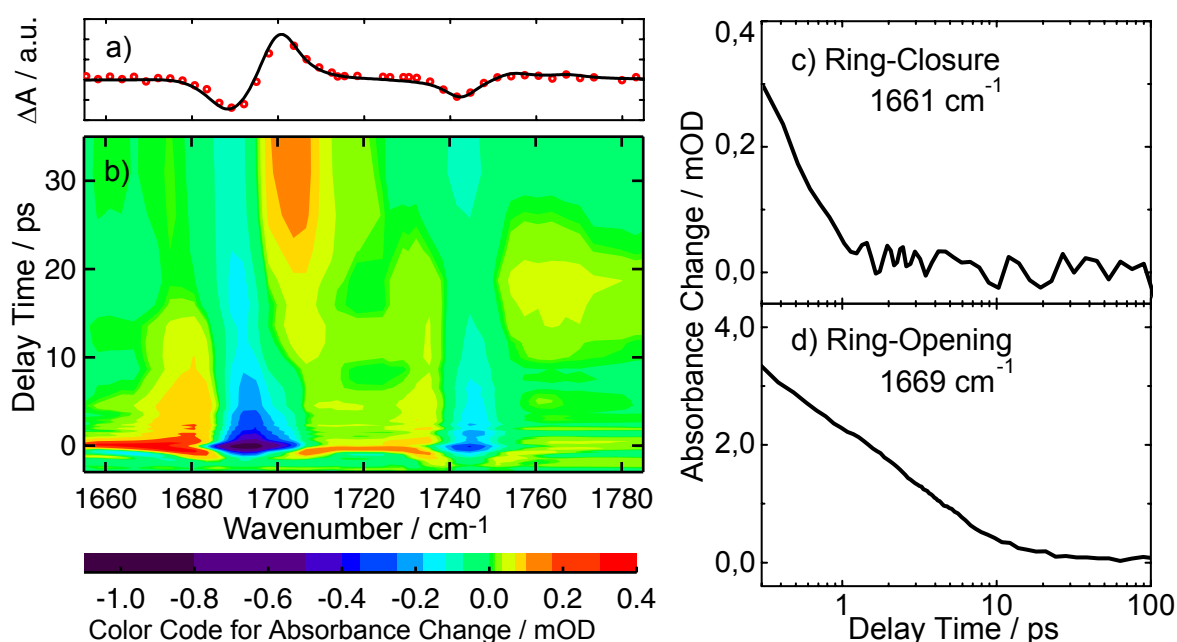 a)
ΔA / a.u.
b)
Delay Time / ps
30
20
10
0
1660 1680 1700 1720 1740 1760 1780
Wavenumber / cm-1
-1.0 -0.8 -0.6 -0.4 -0.2 0.0 0.2 0.4
Color Code for Absorbance Change / mOD
Absorbance Change / mOD
0,4
0,2
0,0
c) Ring-Closure
1661 cm-1
4,0
2,0
0,0
d) Ring-Opening
1669 cm-1
1 10 100
Delay Time / ps